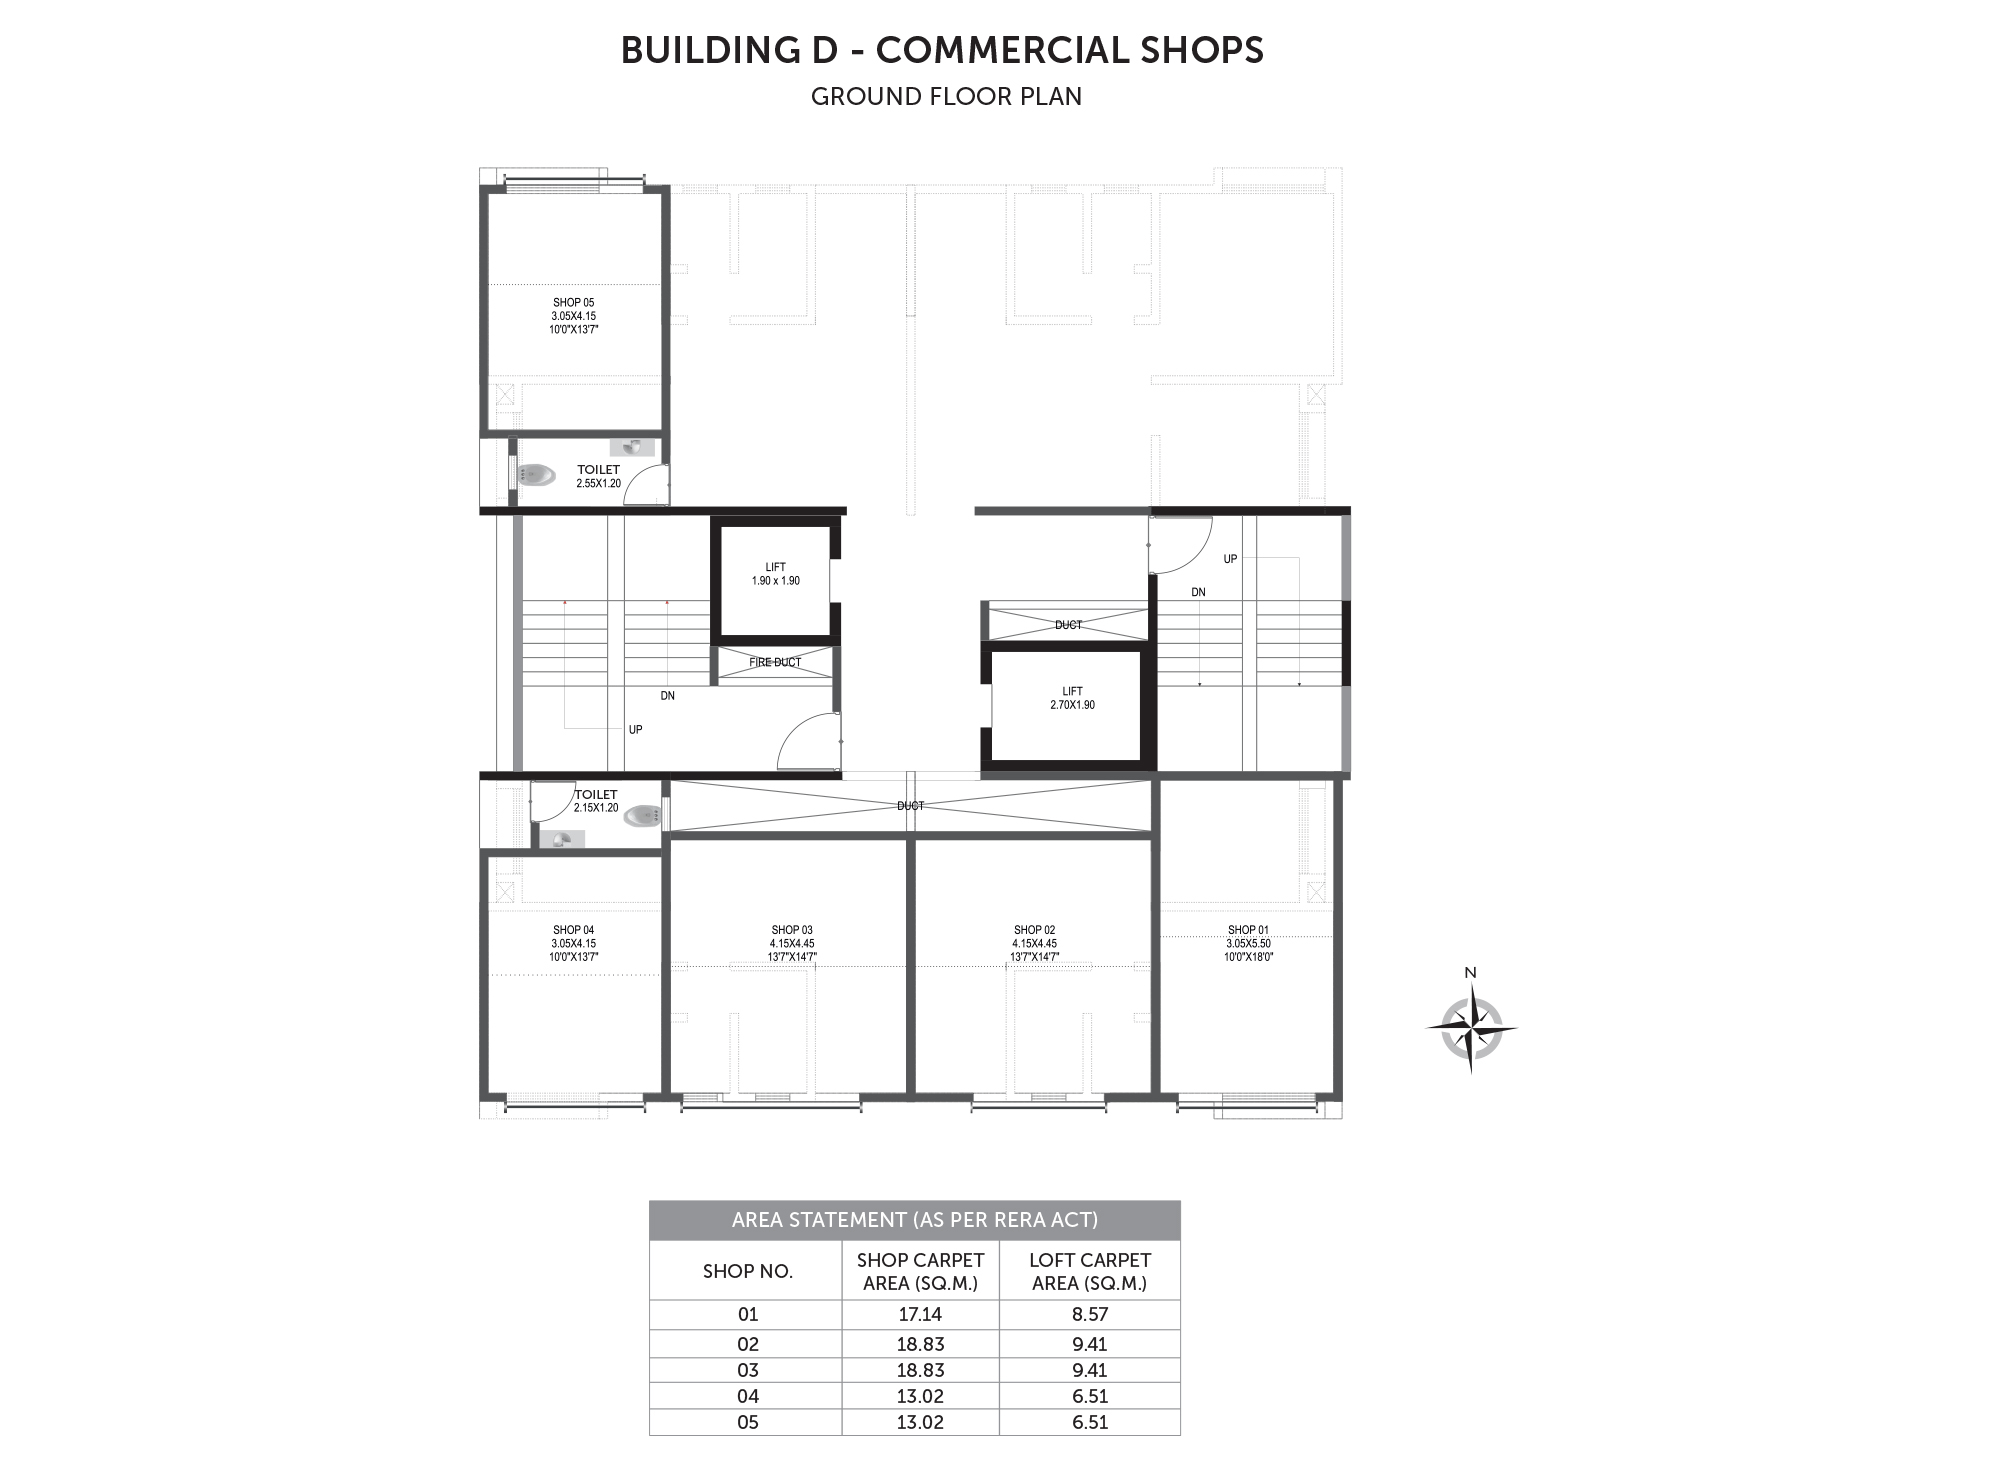 BUILDING D - COMMERCIAL SHOPS
GROUND FLOOR PLAN
SHOP 05
3.05X4.15
10'0"X13'7"
TOILET
2.55X1.20
LIFT
1.90 x 1.90
FIRE DUCT
DN
UP
UP
DN
DUCT
LIFT
2.70X1.90
TOILET
2.15X1.20
DUCT
SHOP 04
3.05X4.15
10'0"X13'7"
SHOP 03
4.15X4.45
13'7"X14'7"
SHOP 02
4.15X4.45
13'7"X14'7"
SHOP 01
3.05X5.50
10'0"X18'0"
N
AREA STATEMENT (AS PER RERA ACT)
SHOP NO. SHOP CARPET AREA (SQ.M.) LOFT CARPET AREA (SQ.M.)
01 17.14 8.57
02 18.83 9.41
03 18.83 9.41
04 13.02 6.51
05 13.02 6.51